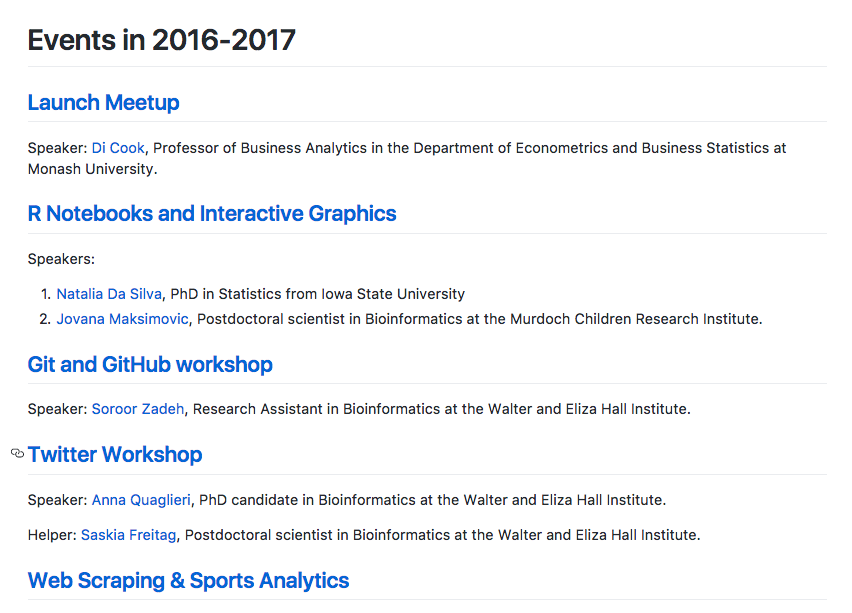 Events in 2016-2017
Launch Meetup
Speaker: Di Cook, Professor of Business Analytics in the Department of Econometrics and Business Statistics at
Monash University.
R Notebooks and Interactive Graphics
Speakers:
1. Natalia Da Silva, PhD in Statistics from Iowa State University
2. Jovana Maksimovic, Postdoctoral scientist in Bioinformatics at the Murdoch Children Research Institute.
Git and GitHub workshop
Speaker: Soroor Zadeh, Research Assistant in Bioinformatics at the Walter and Eliza Hall Institute.
Twitter Workshop
Speaker: Anna Quaglieri, PhD candidate in Bioinformatics at the Walter and Eliza Hall Institute.
Helper: Saskia Freitag, Postdoctoral scientist in Bioinformatics at the Walter and Eliza Hall Institute.
Web Scraping & Sports Analytics